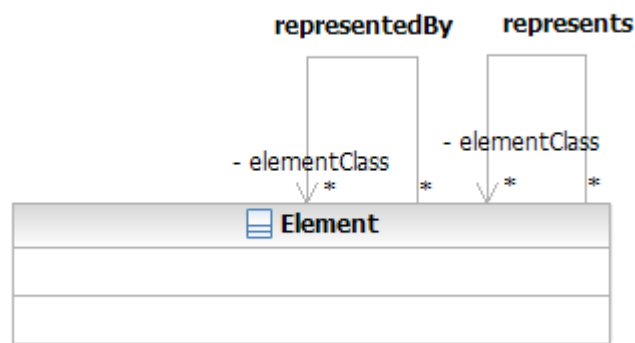 representedBy represents
- elementClass
- elementClass
* * * *
Element